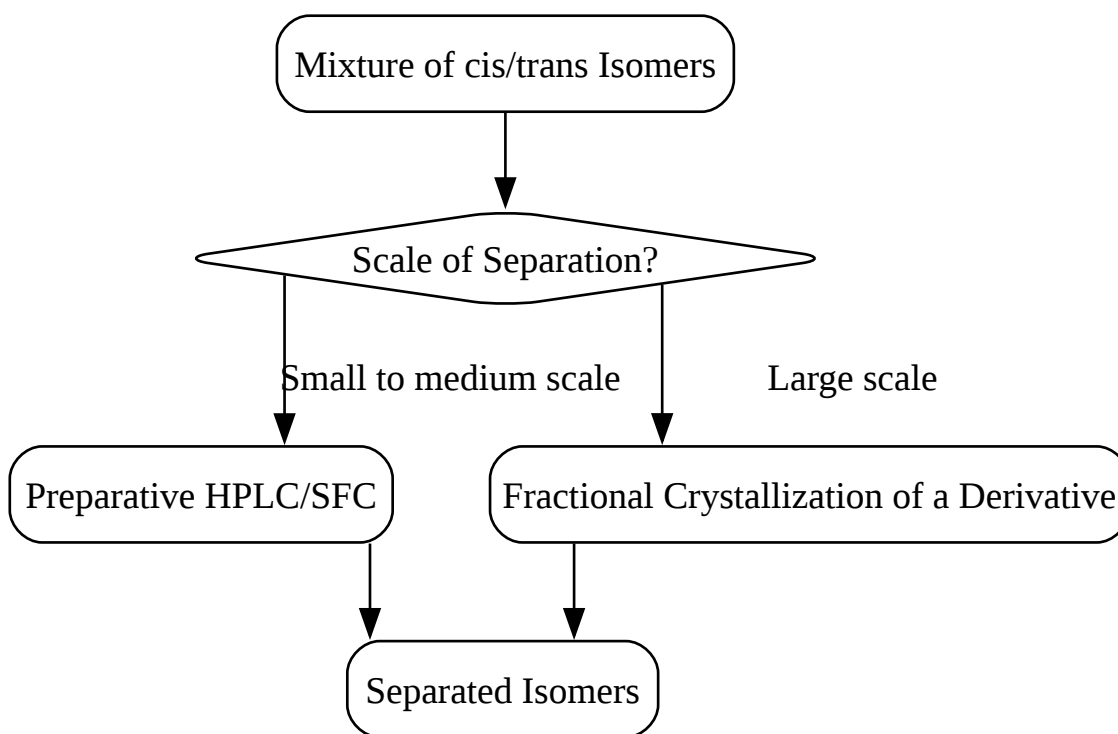 Mixture of cis/trans Isomers
Scale of Separation?
Small to medium scale
Large scale
Preparative HPLC/SFC
Fractional Crystallization of a Derivative
Separated Isomers